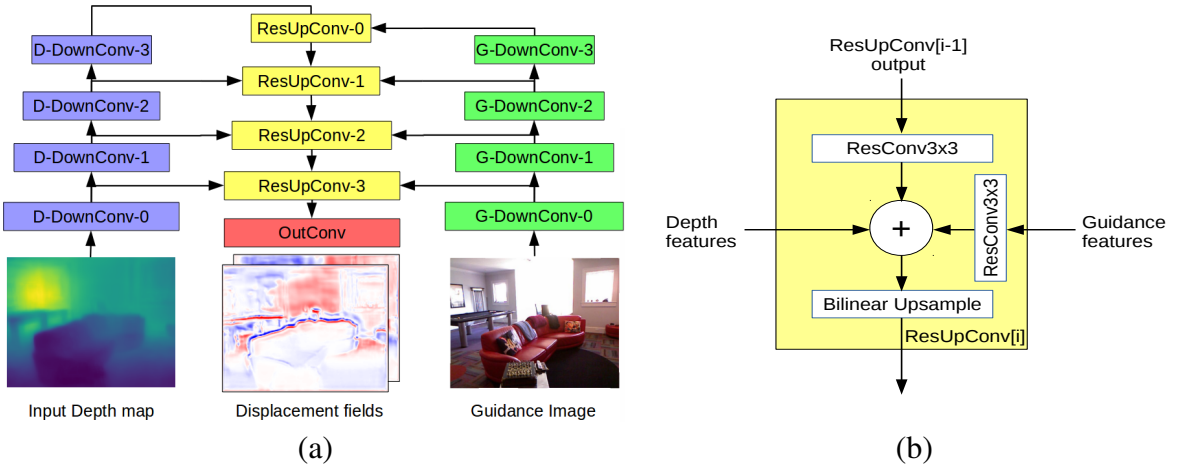 ResUpConv-0
D-DownConv-3
G-DownConv-3
ResUpConv-1
D-DownConv-2
G-DownConv-2
ResUpConv-2
D-DownConv-1
G-DownConv-1
ResUpConv-3
D-DownConv-0
G-DownConv-0
OutConv
Input Depth map
Displacement fields
Guidance Image
(a)
ResUpConv[i-1]
output
ResConv3x3
ResConv3x3
Depth
features
+
Guidance
features
Bilinear Upsample
ResUpConv[i]
(b)